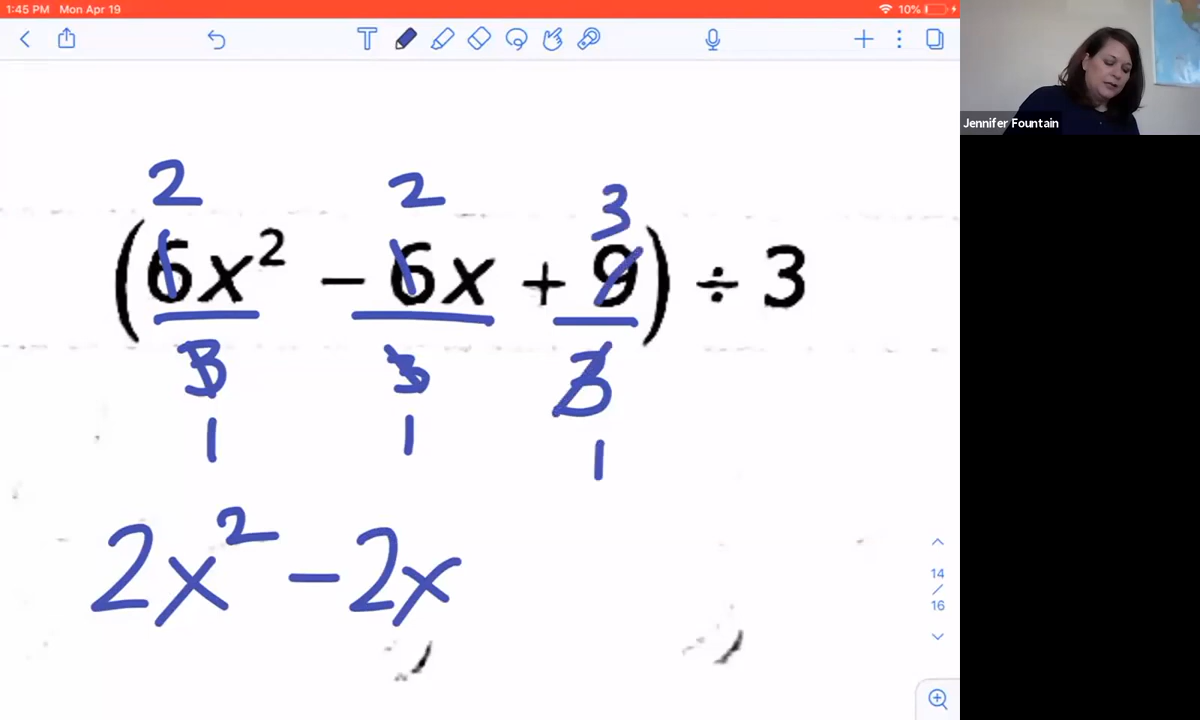 1:45 PM Mon Apr 19 10%
T
Jennifer Fountain
2 2 3
(6x² − 6x + 9) ÷ 3
3 3 3
1 1 1
2x² − 2x
14
/
16